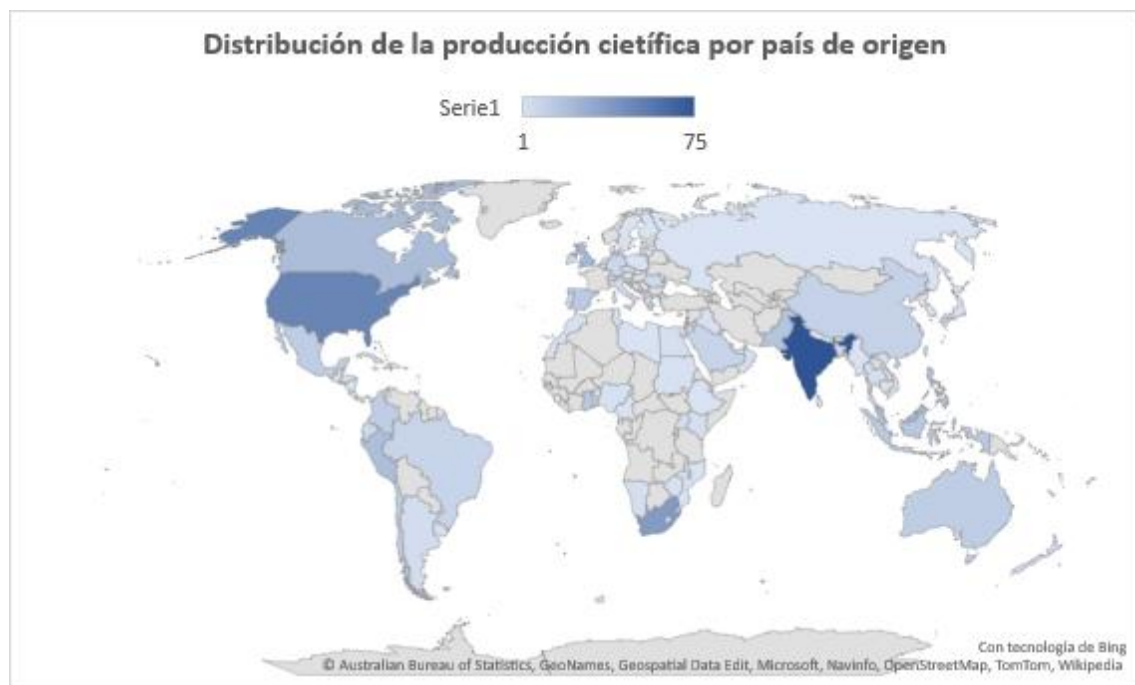 Distribución de la producción cietífica por país de origen
Serie1
1 75
Con tecnología de Bing
© Australian Bureau of Statistics, GeoNames, Geospatial Data Edit, Microsoft, Navinfo, OpenStreetMap, TomTom, Wikipedia